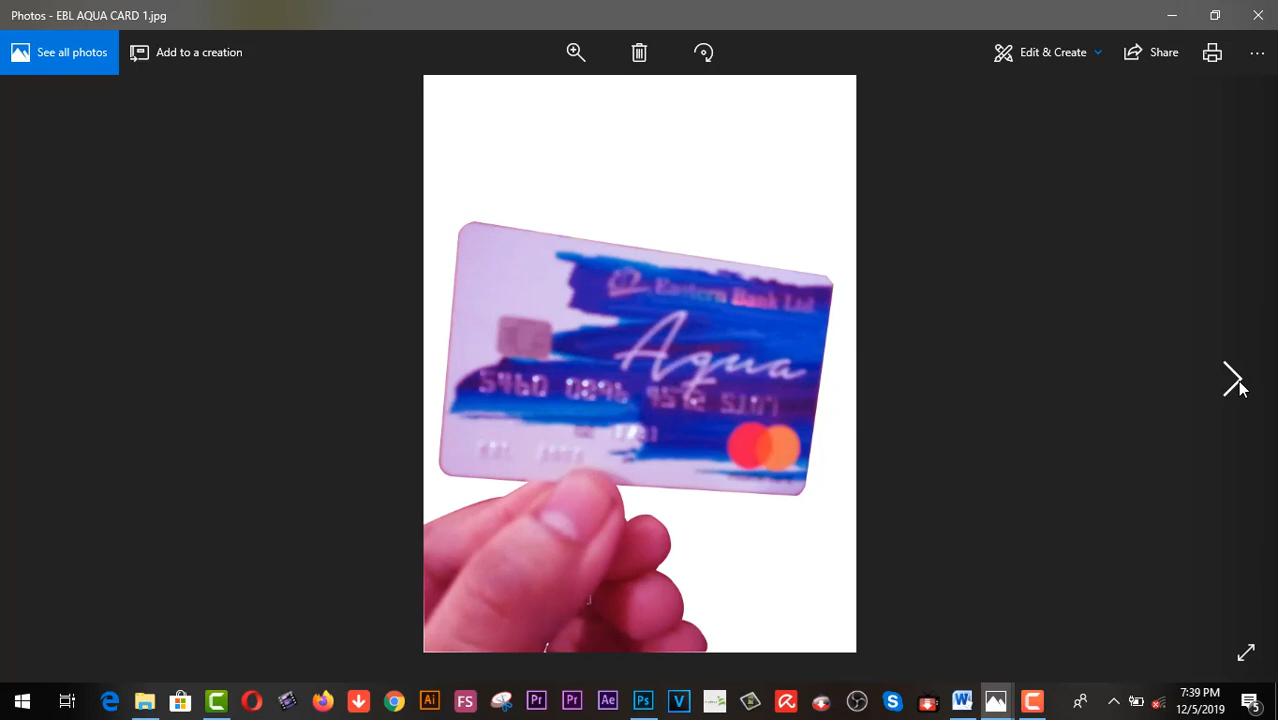 Photos - EBL AQUA CARD 1.jpg
See all photos
Add to a creation
Edit & Create
Share
Eastern Bank Ltd.
Aqua
7:39 PM
12/5/2019